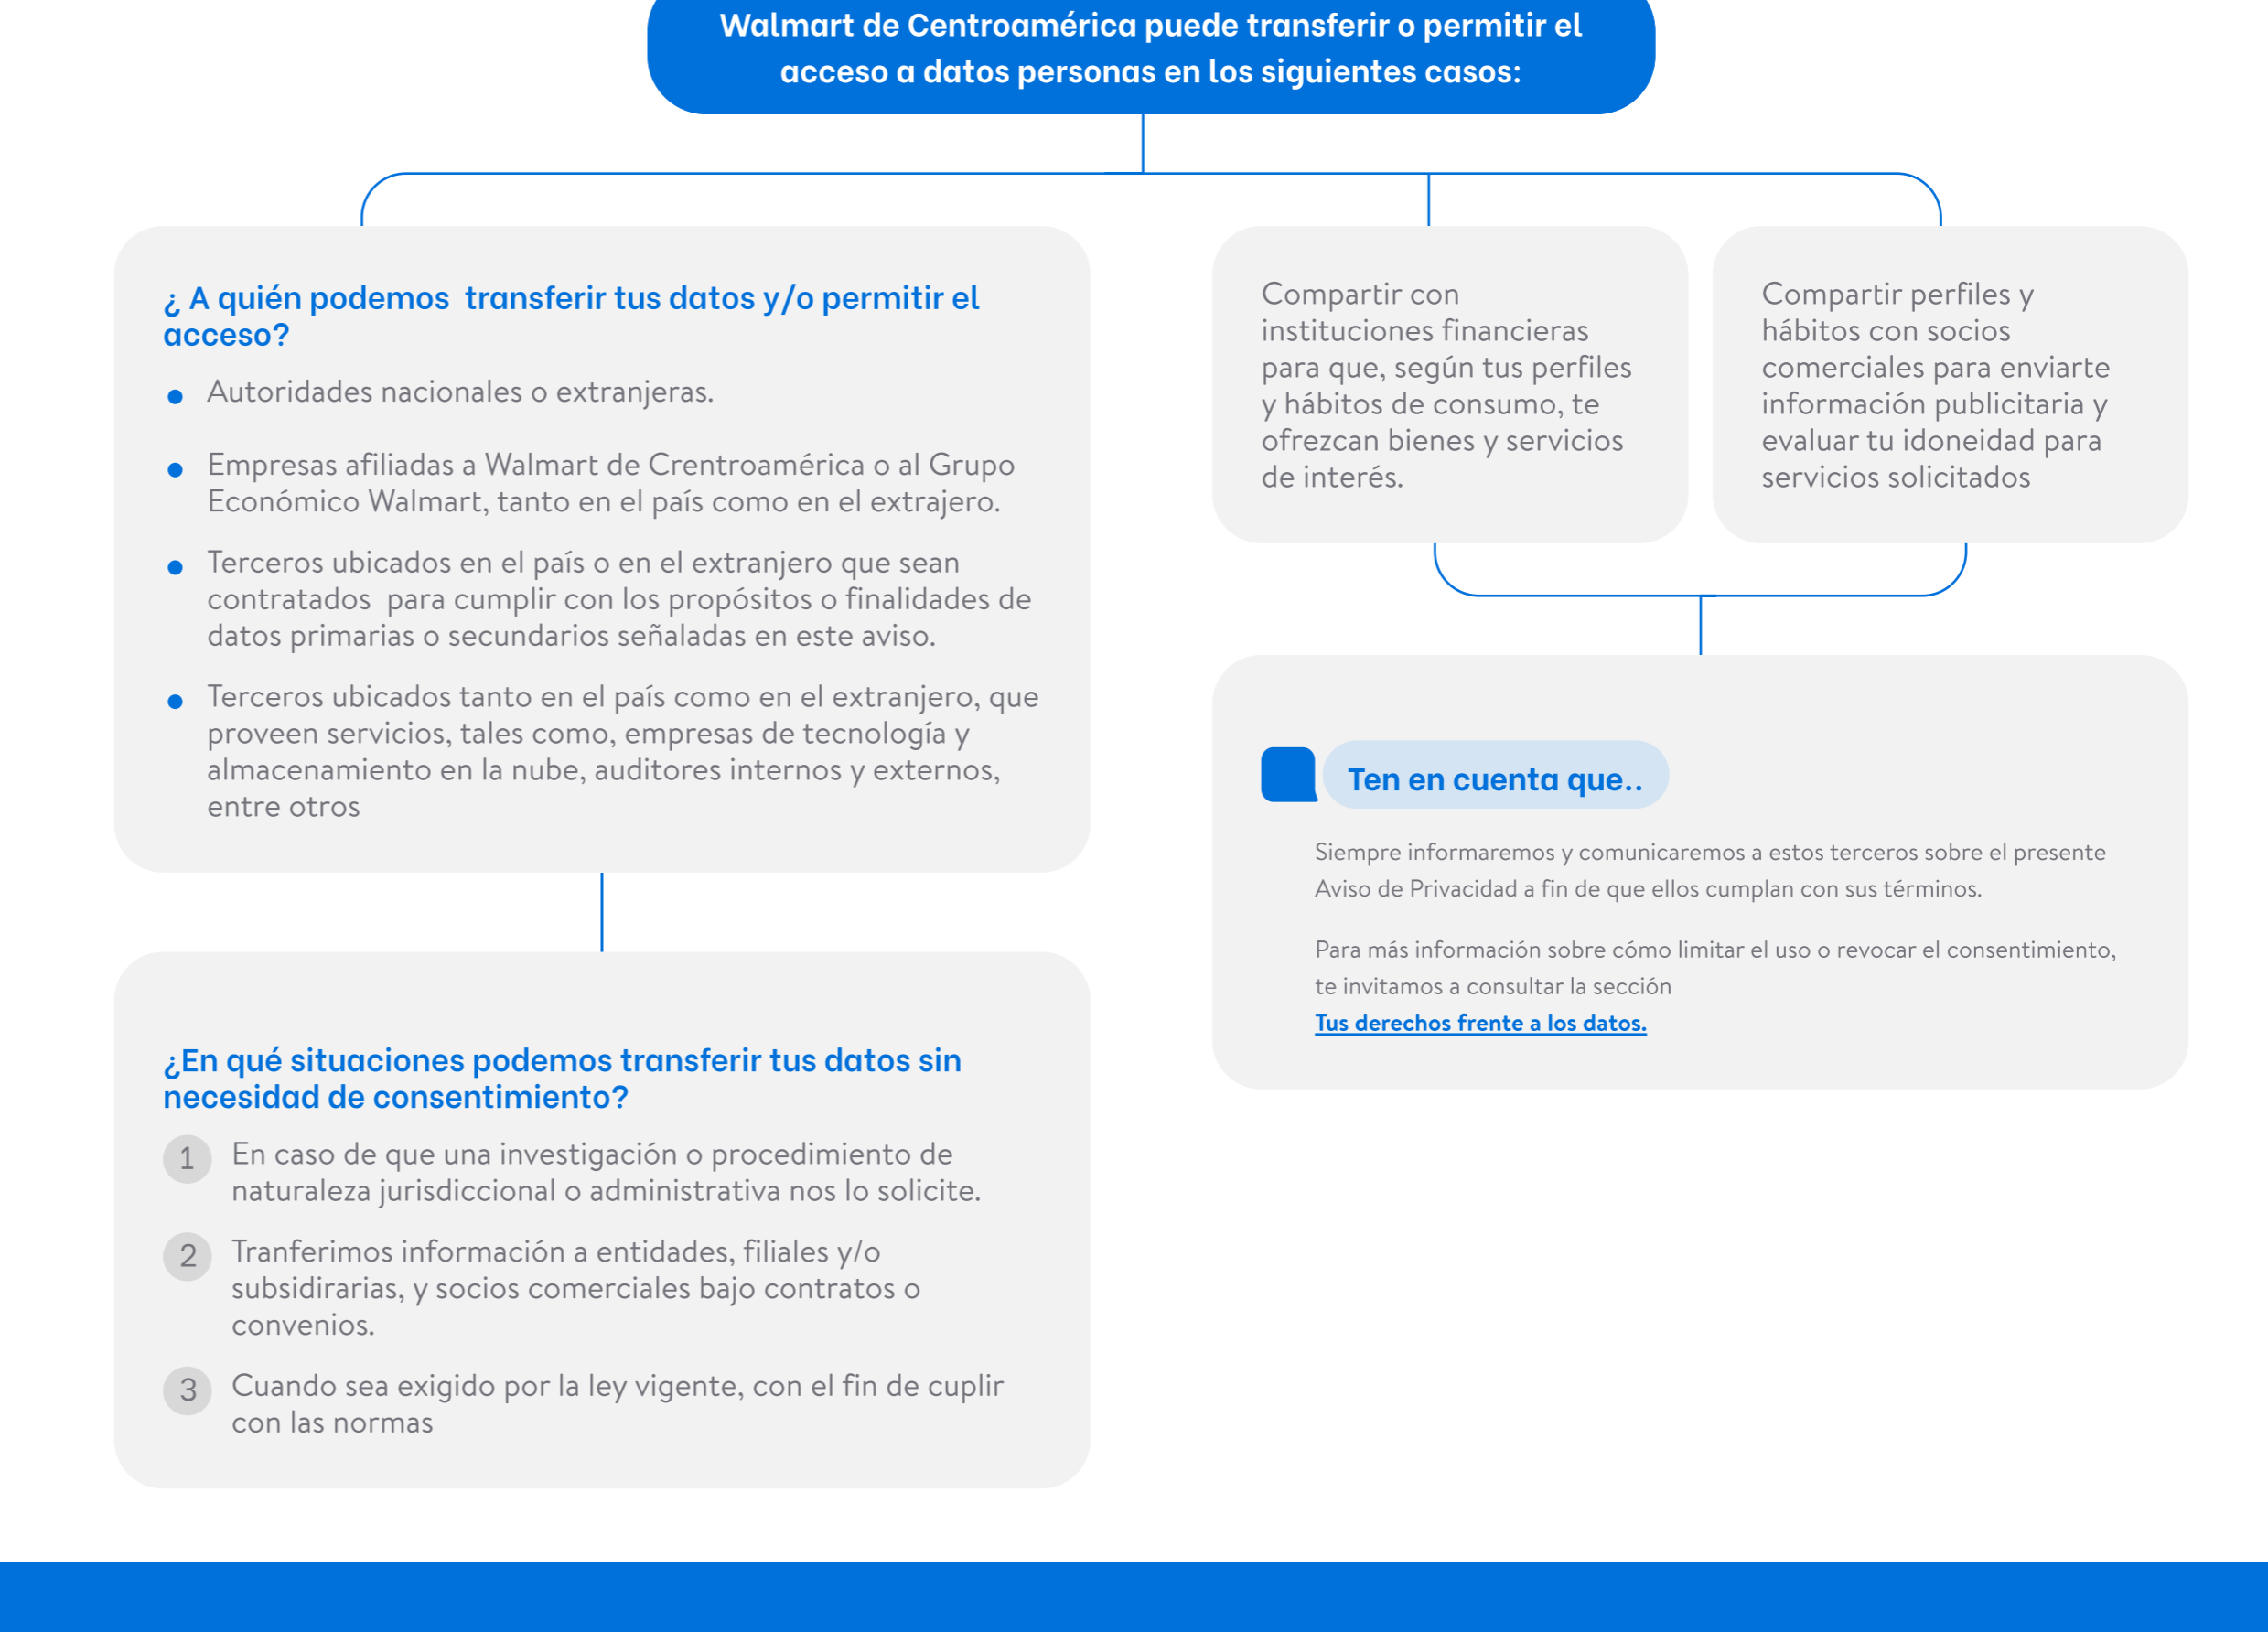 Walmart de Centroamérica puede transferir o permitir el
acceso a datos personas en los siguientes casos:
¿ A quién podemos  transferir tus datos y/o permitir el
acceso?
Autoridades nacionales o extranjeras.
Empresas afiliadas a Walmart de Crentroamérica o al Grupo
Económico Walmart, tanto en el país como en el extrajero.
Terceros ubicados en el país o en el extranjero que sean
contratados  para cumplir con los propósitos o finalidades de
datos primarias o secundarios señaladas en este aviso.
Terceros ubicados tanto en el país como en el extranjero, que
proveen servicios, tales como, empresas de tecnología y
almacenamiento en la nube, auditores internos y externos,
entre otros
¿En qué situaciones podemos transferir tus datos sin
necesidad de consentimiento?
1 En caso de que una investigación o procedimiento de
naturaleza jurisdiccional o administrativa nos lo solicite.
2 Tranferimos información a entidades, filiales y/o
subsidirarias, y socios comerciales bajo contratos o
convenios.
3 Cuando sea exigido por la ley vigente, con el fin de cuplir
con las normas
Compartir con
instituciones financieras
para que, según tus perfiles
y hábitos de consumo, te
ofrezcan bienes y servicios
de interés.
Compartir perfiles y
hábitos con socios
comerciales para enviarte
información publicitaria y
evaluar tu idoneidad para
servicios solicitados
Ten en cuenta que..
Siempre informaremos y comunicaremos a estos terceros sobre el presente
Aviso de Privacidad a fin de que ellos cumplan con sus términos.
Para más información sobre cómo limitar el uso o revocar el consentimiento,
te invitamos a consultar la sección
Tus derechos frente a los datos.